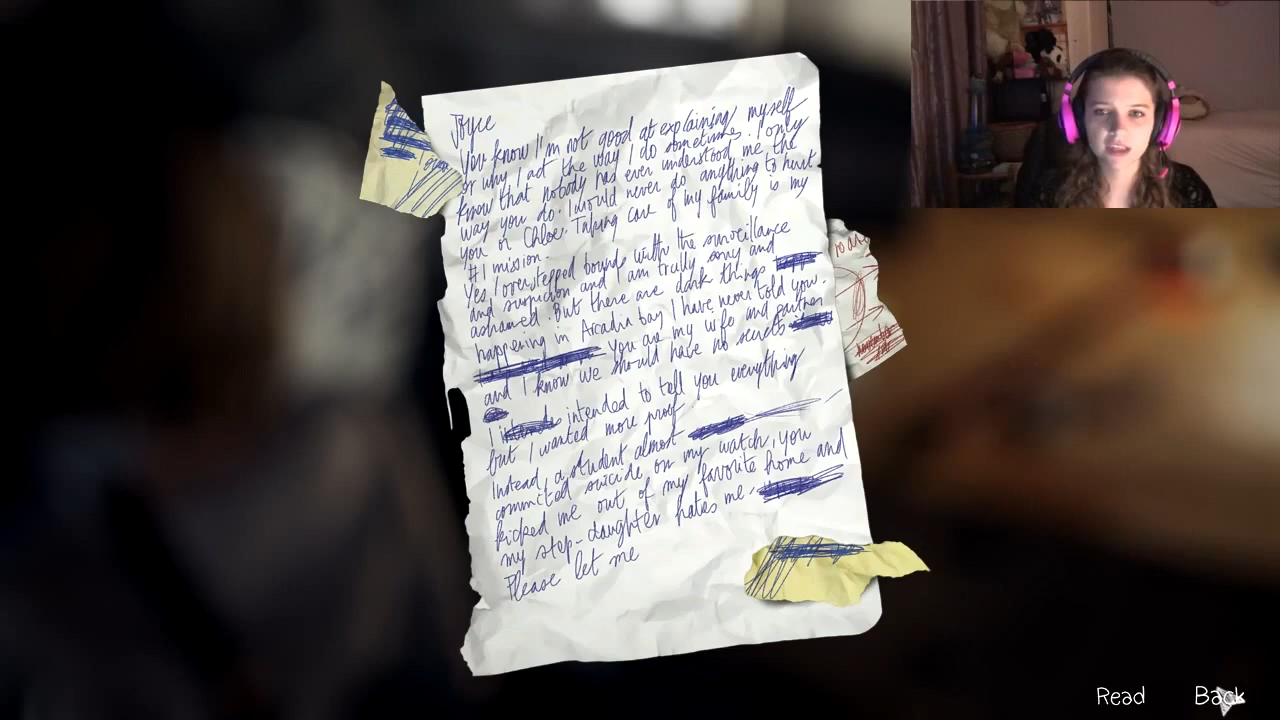 Joyce
You know I'm not good at explaining myself
or why I act the way I do sometime. I only
know that nobody has ever understood me the
way you do. I would never do anything to hurt
you or Chloe. Taking care of my family is my
#1 mission.
Yes I overstepped bounds with the surveillance
and suspicion and I am trully sorry and
ashamed. But there are dark things
happening in Arcadia bay I have never told you.
You are my wife and partner
and I know we should have no secrets
I intended to tell you everything
but I wanted more proof
Instead, a student almost
commited suicide on my watch, you
kicked me out of my favorite home and
my step-daughter hates me.
Please let me
Read
Back